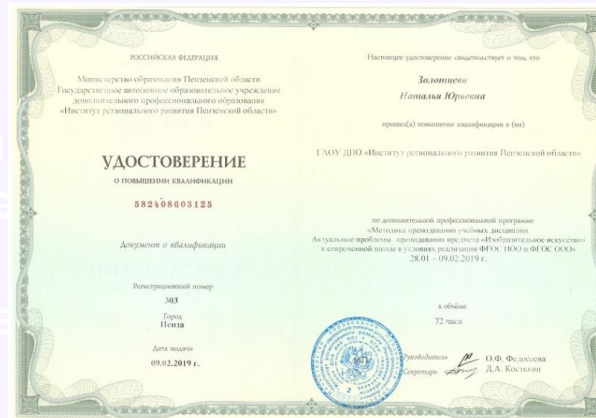 РОССИЙСКАЯ ФЕДЕРАЦИЯ
Министерство образования Пензенской области
Государственное автономное образовательное учреждение
дополнительного профессионального образования
«Институт регионального развития Пензенской области»
УДОСТОВЕРЕНИЕ
О ПОВЫШЕНИИ КВАЛИФИКАЦИИ
582408603125
Документ о квалификации
Регистрационный номер
303
Город
Пенза
Дата выдачи
09.02.2019 г.
Настоящее удостоверение свидетельствует о том, что
Золотцева
Наталья Юрьевна
прошел(а) повышение квалификации в (на)
ГАОУ ДПО «Институт регионального развития Пензенской области»
по дополнительной профессиональной программе
«Методика преподавания учебных дисциплин.
Актуальные проблемы преподавания предмета «Изобразительное искусство»
в современной школе в условиях реализации ФГОС НОО и ФГОС ООО»
28.01 – 09.02.2019 г.
в объёме
72 часа
Руководитель О.Ф. Федосеева
Секретарь Д.А. Костькин